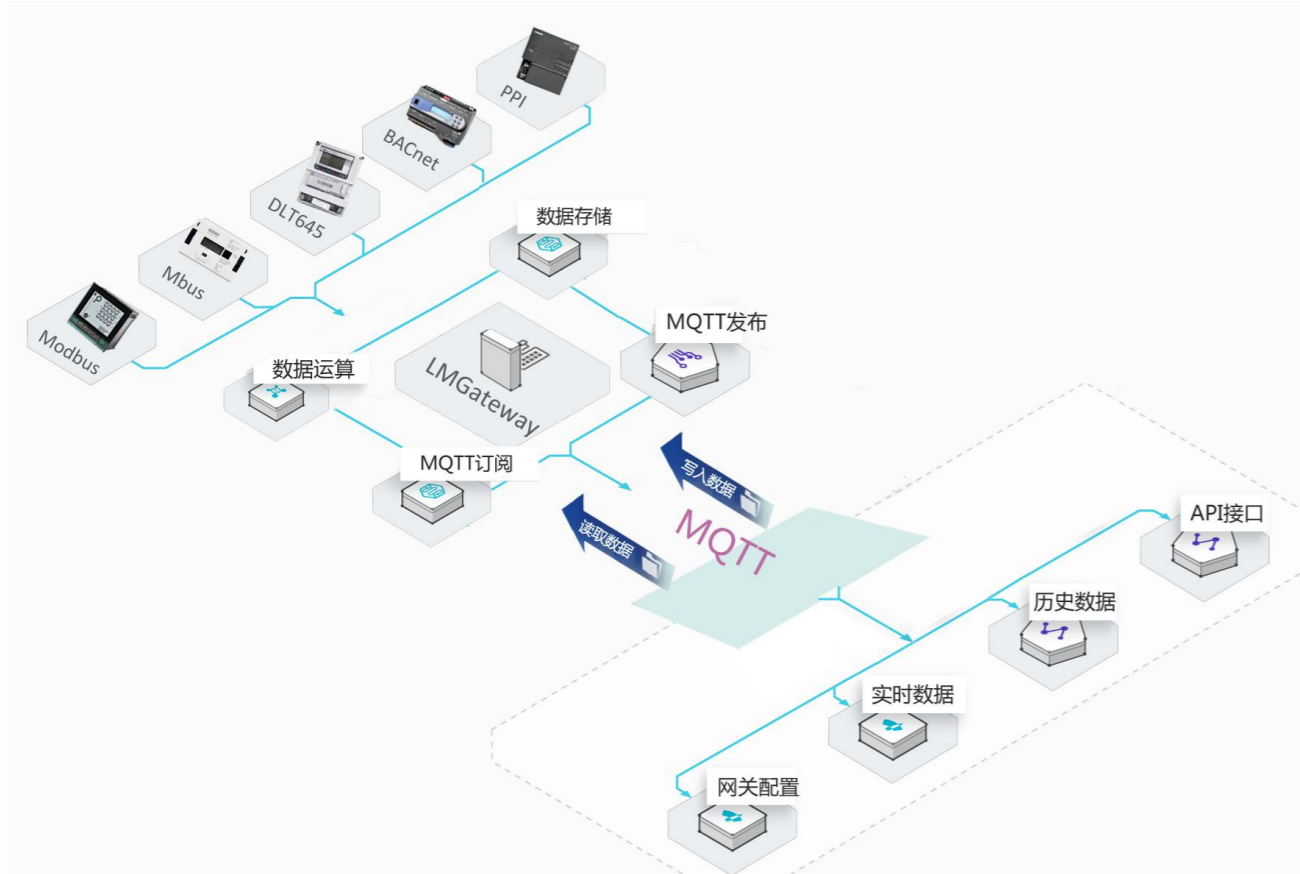 PPI
BACnet
DLT645
Mbus
Modbus
数据存储
MQTT发布
数据运算
LMGateway
MQTT订阅
写入数据
读取数据
MQTT
API接口
历史数据
实时数据
网关配置